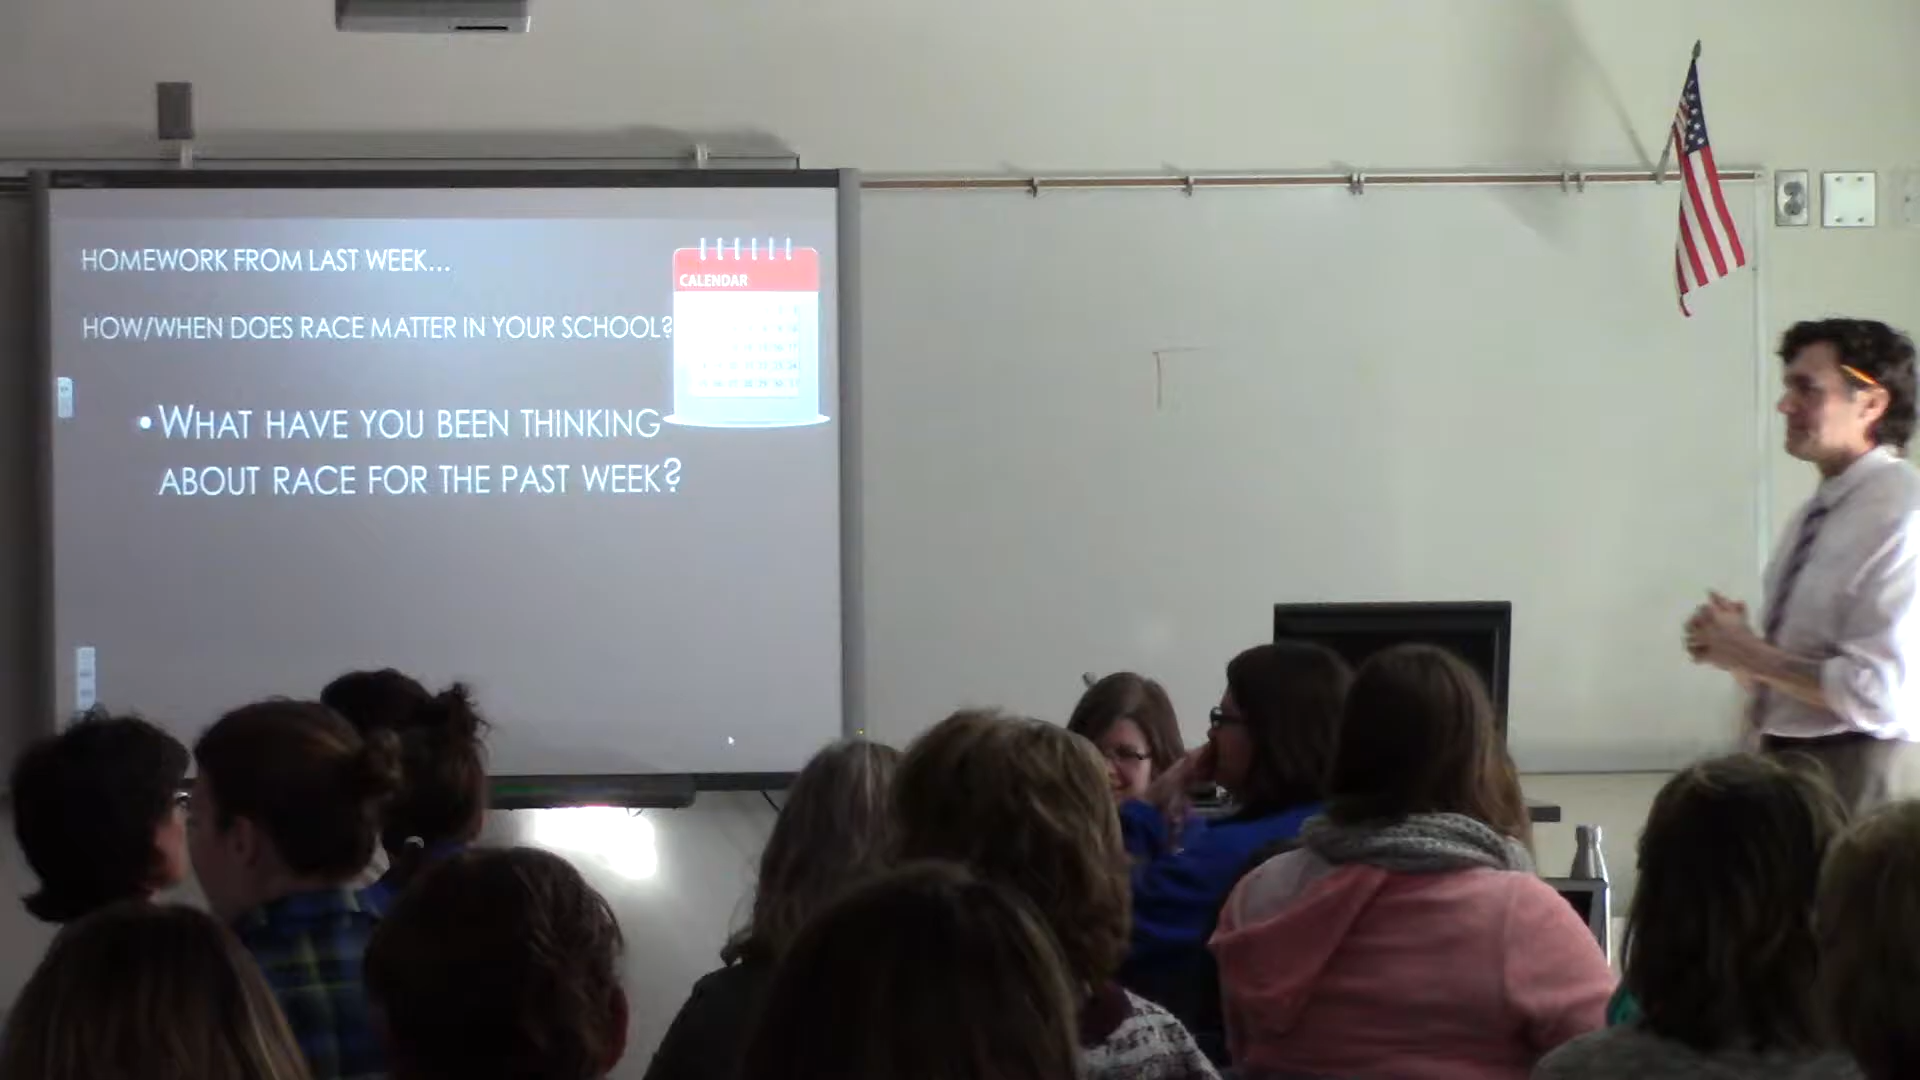 HOMEWORK FROM LAST WEEK...
CALENDAR
HOW/WHEN DOES RACE MATTER IN YOUR SCHOOL?
•WHAT HAVE YOU BEEN THINKING
ABOUT RACE FOR THE PAST WEEK?